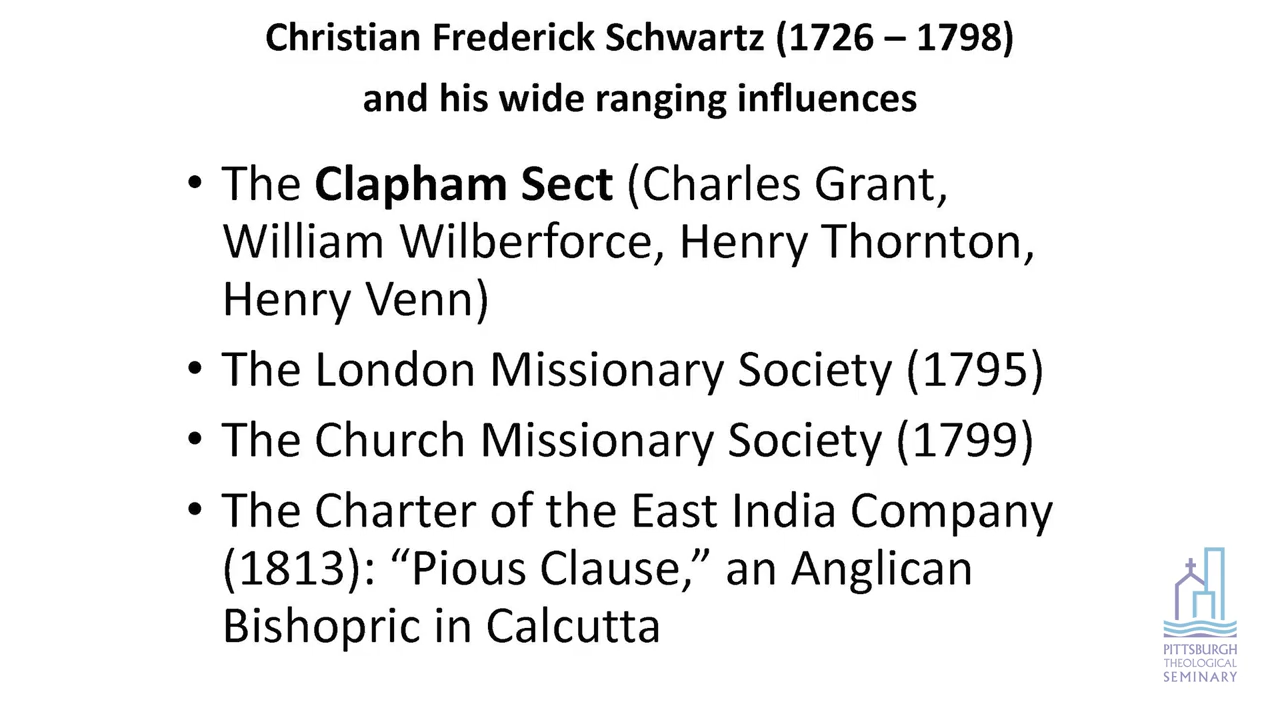 Christian Frederick Schwartz (1726 – 1798)
and his wide ranging influences
• The Clapham Sect (Charles Grant,
William Wilberforce, Henry Thornton,
Henry Venn)
• The London Missionary Society (1795)
• The Church Missionary Society (1799)
• The Charter of the East India Company
(1813): “Pious Clause,” an Anglican
Bishopric in Calcutta
PITTSBURGH
THEOLOGICAL
SEMINARY